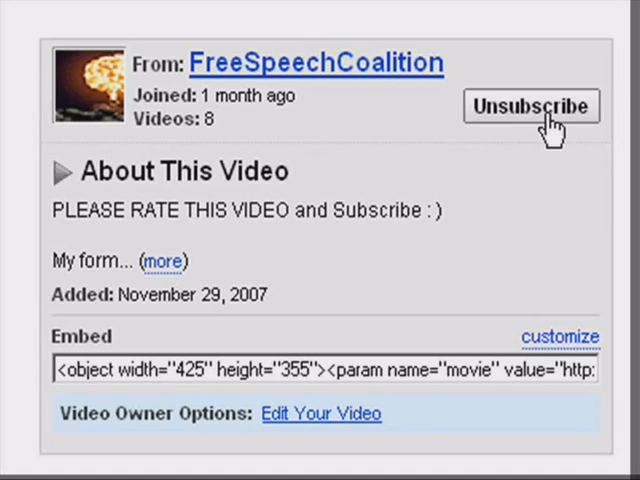 From: FreeSpeechCoalition
Joined: 1 month ago
Videos: 8
Unsubscribe
About This Video
PLEASE RATE THIS VIDEO and Subscribe : )
My form... (more)
Added: November 29, 2007
Embed
customize
<object width="425" height="355"><param name="movie" value="http:
Video Owner Options: Edit Your Video